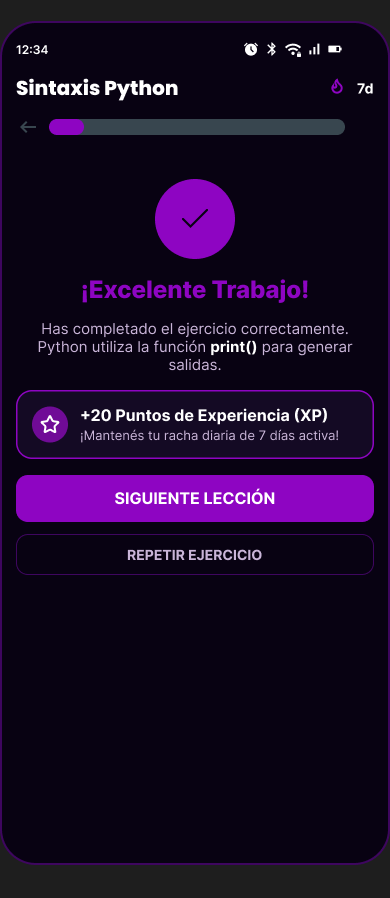 12:34
Sintaxis Python
7d
¡Excelente Trabajo!
Has completado el ejercicio correctamente.
Python utiliza la función print() para generar
salidas.
+20 Puntos de Experiencia (XP)
¡Mantenés tu racha diaria de 7 días activa!
SIGUIENTE LECCIÓN
REPETIR EJERCICIO